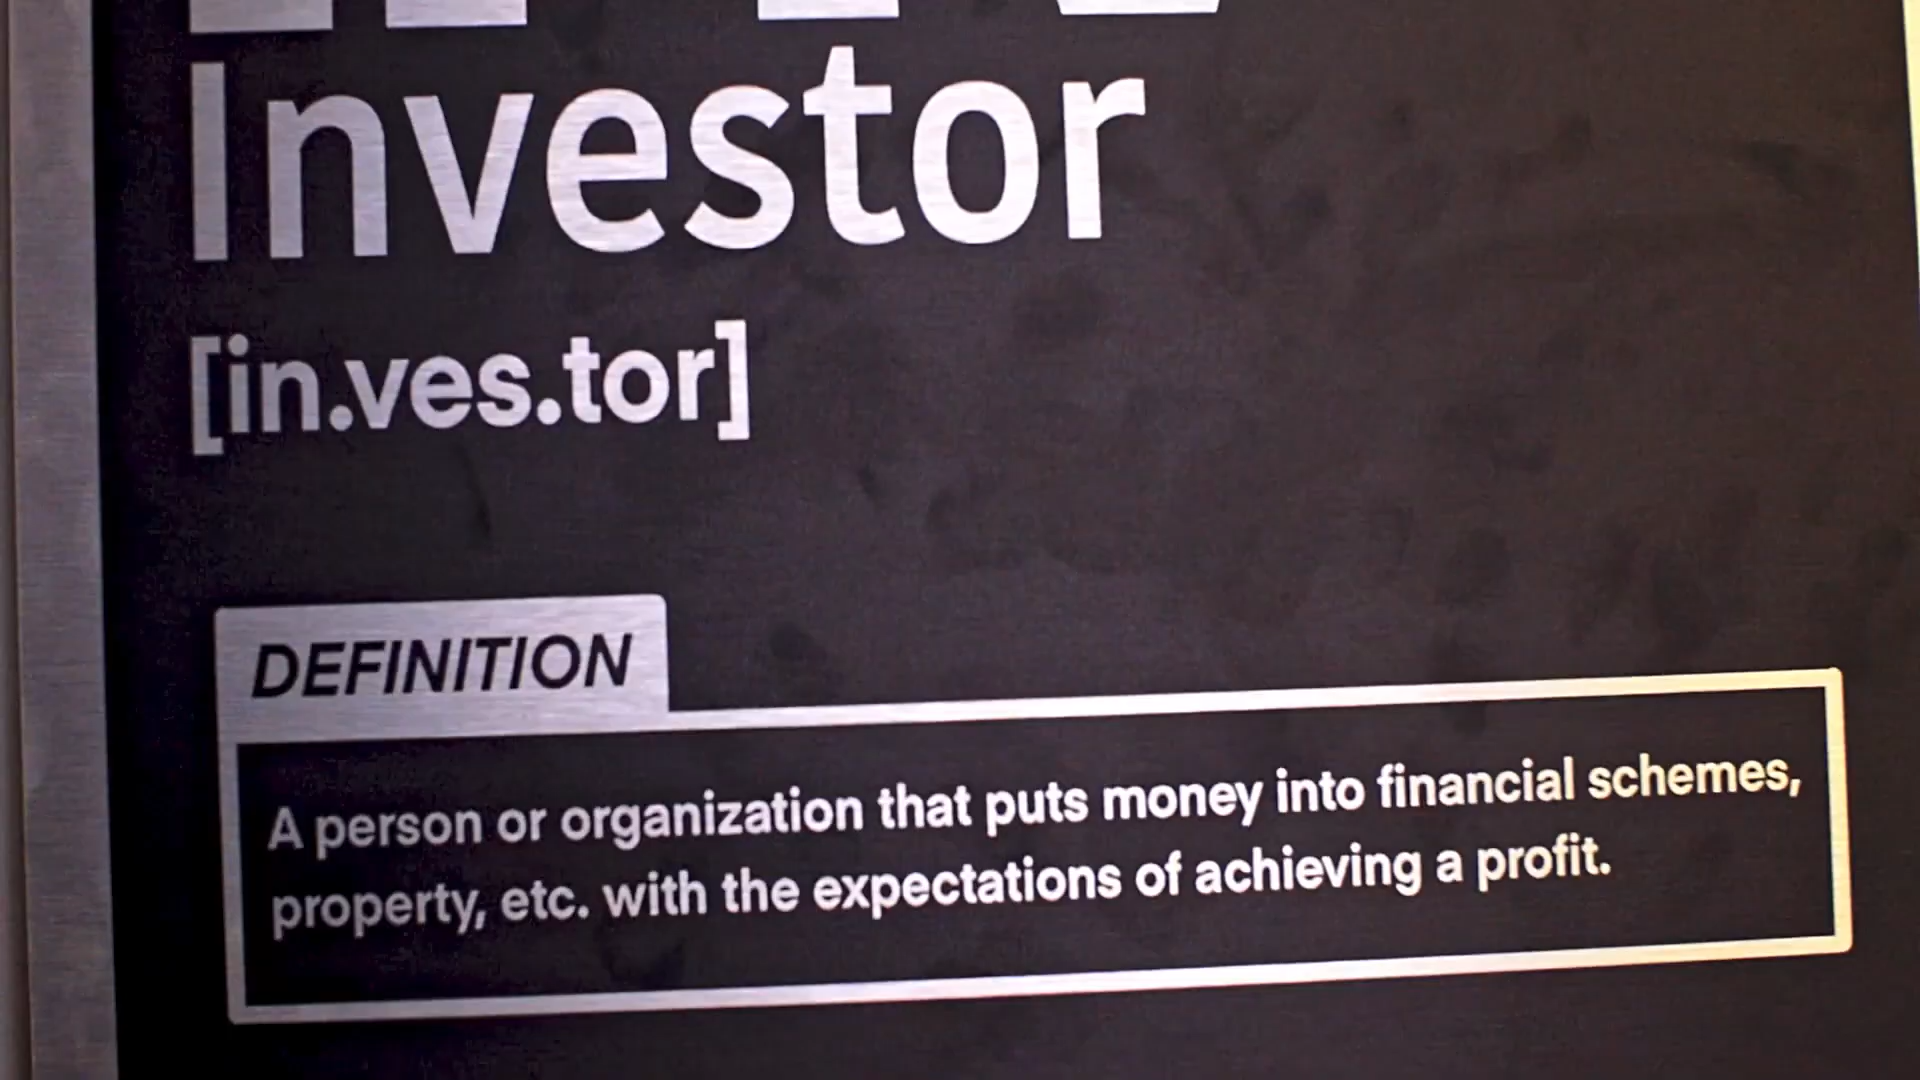 Investor
[in.ves.tor]
DEFINITION
A person or organization that puts money into financial schemes,
property, etc. with the expectations of achieving a profit.